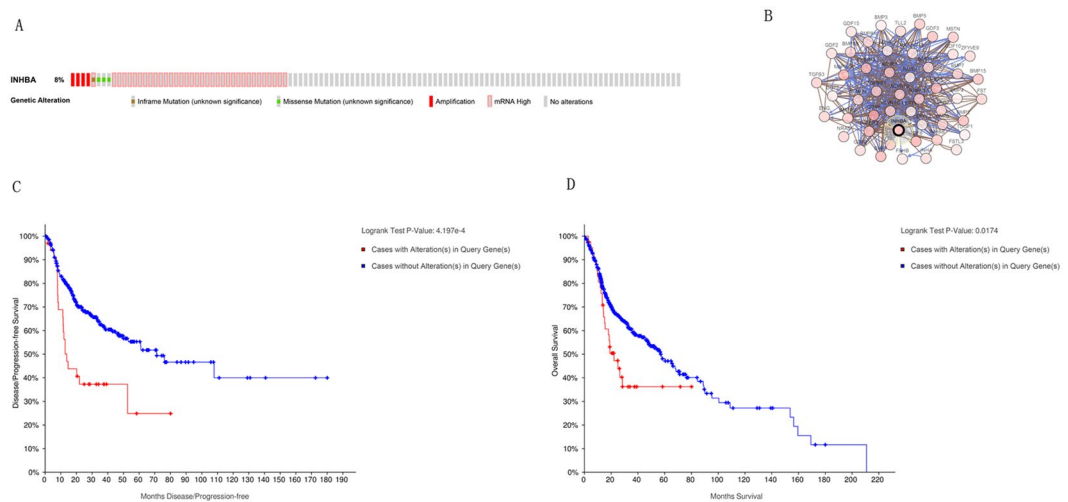 A
INHBA 8%
Genetic Alteration
Inframe Mutation (unknown significance)
Missense Mutation (unknown significance)
Amplification
mRNA High
No alterations
B
BMP3
TLL2
BMP5
GDF15
GDF3
MSTN
GDF2
GDF10
ZFYVE9
BMP15
TGFB3
FST
ENG
INHBA
FSTL3
C
Logrank Test P-Value: 4.197e-4
Cases with Alteration(s) in Query Gene(s)
Cases without Alteration(s) in Query Gene(s)
Disease/Progression-free Survival
100%
90%
80%
70%
60%
50%
40%
30%
20%
10%
0%
0 10 20 30 40 50 60 70 80 90 100 110 120 130 140 150 160 170 180 190
Months Disease/Progression-free
D
Logrank Test P-Value: 0.0174
Cases with Alteration(s) in Query Gene(s)
Cases without Alteration(s) in Query Gene(s)
Overall Survival
100%
90%
80%
70%
60%
50%
40%
30%
20%
10%
0%
0 20 40 60 80 100 120 140 160 180 200 220
Months Survival